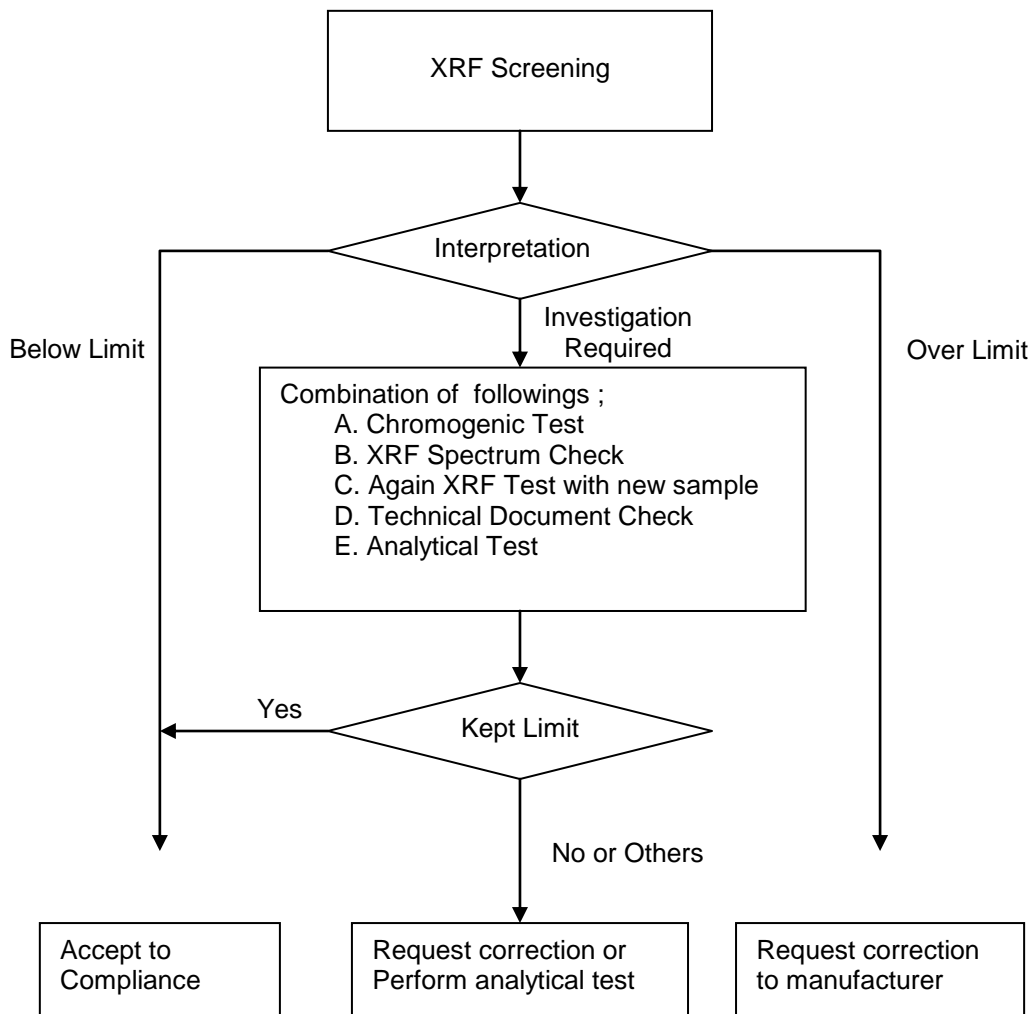 XRF Screening
Interpretation
Investigation
Required
Below Limit
Over Limit
Combination of  followings ;
A. Chromogenic Test
B. XRF Spectrum Check
C. Again XRF Test with new sample
D. Technical Document Check
E. Analytical Test
Yes
Kept Limit
No or Others
Accept to
Compliance
Request correction or
Perform analytical test
Request correction
to manufacturer